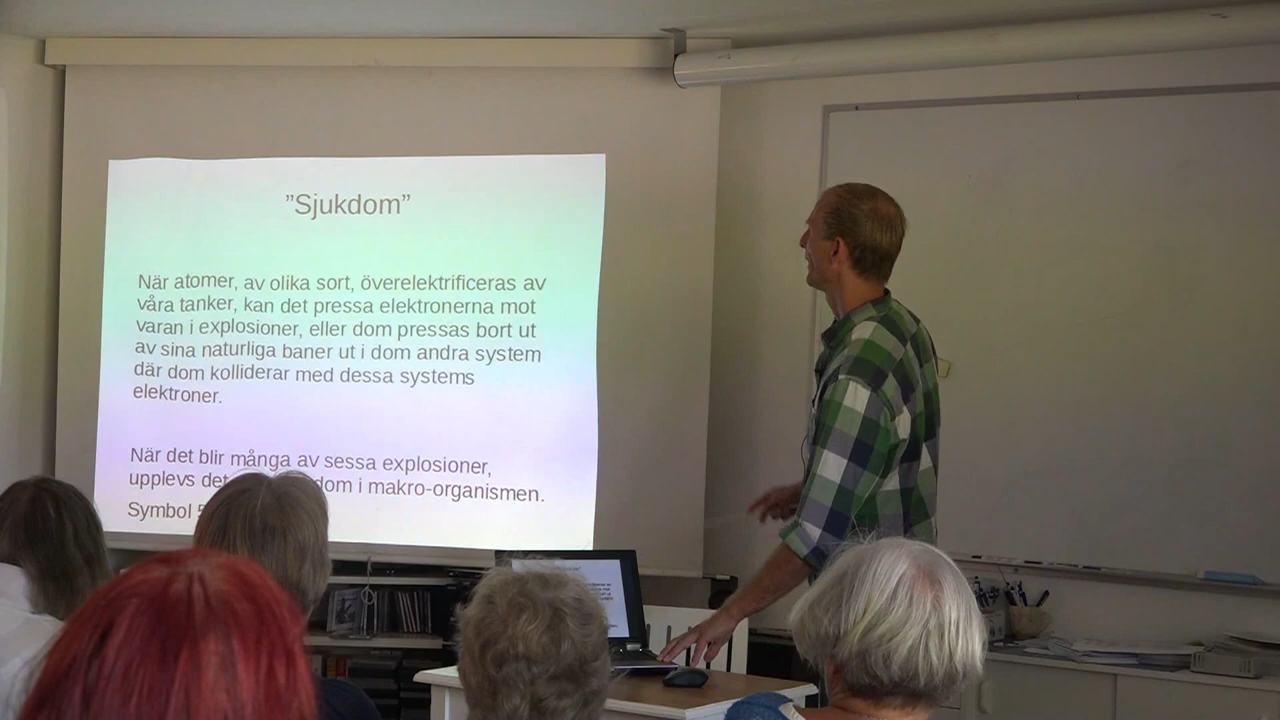 ”Sjukdom”
När atomer, av olika sort, överelektrificeras av
våra tanker, kan det pressa elektronerna mot
varan i explosioner, eller dom pressas bort ut
av sina naturliga baner ut i dom andra system
där dom kolliderar med dessa systems
elektroner.
När det blir många av sessa explosioner,
upplevs det dom i makro-organismen.
Symbol